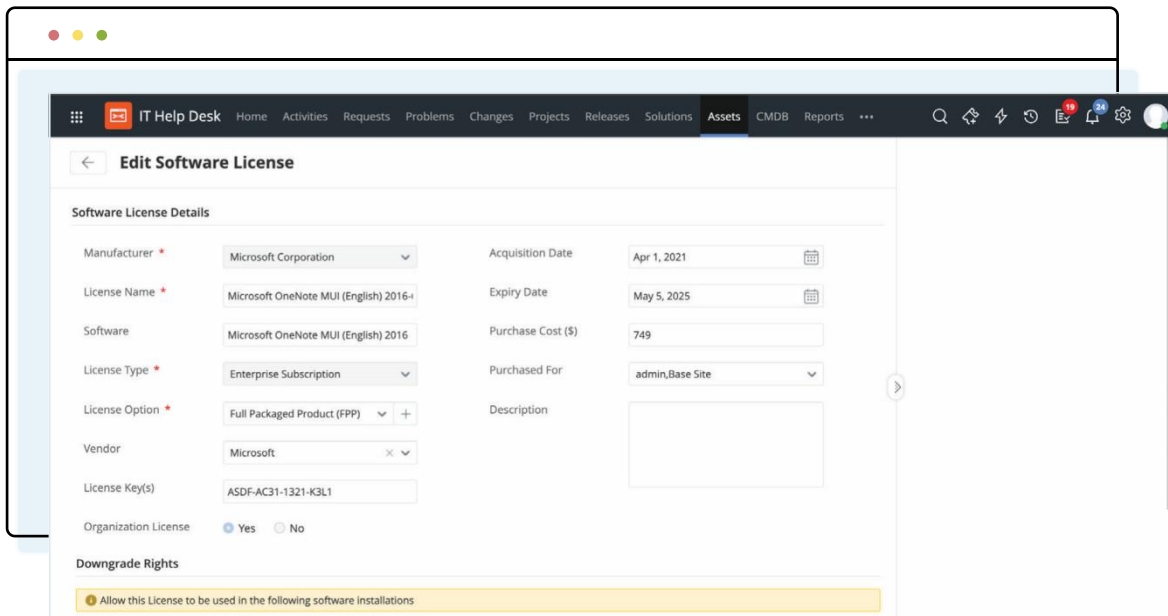 IT Help Desk Home Activities Requests Problems Changes Projects Releases Solutions Assets CMDB Reports ••• 19 24
Edit Software License
Software License Details
Manufacturer * Microsoft Corporation
License Name * Microsoft OneNote MUI (English) 2016-
Software Microsoft OneNote MUI (English) 2016
License Type * Enterprise Subscription
License Option * Full Packaged Product (FPP)
Vendor Microsoft
License Key(s) ASDF-AC31-1321-K3L1
Organization License Yes No
Acquisition Date Apr 1, 2021
Expiry Date May 5, 2025
Purchase Cost ($) 749
Purchased For admin,Base Site
Description
Downgrade Rights
Allow this License to be used in the following software installations